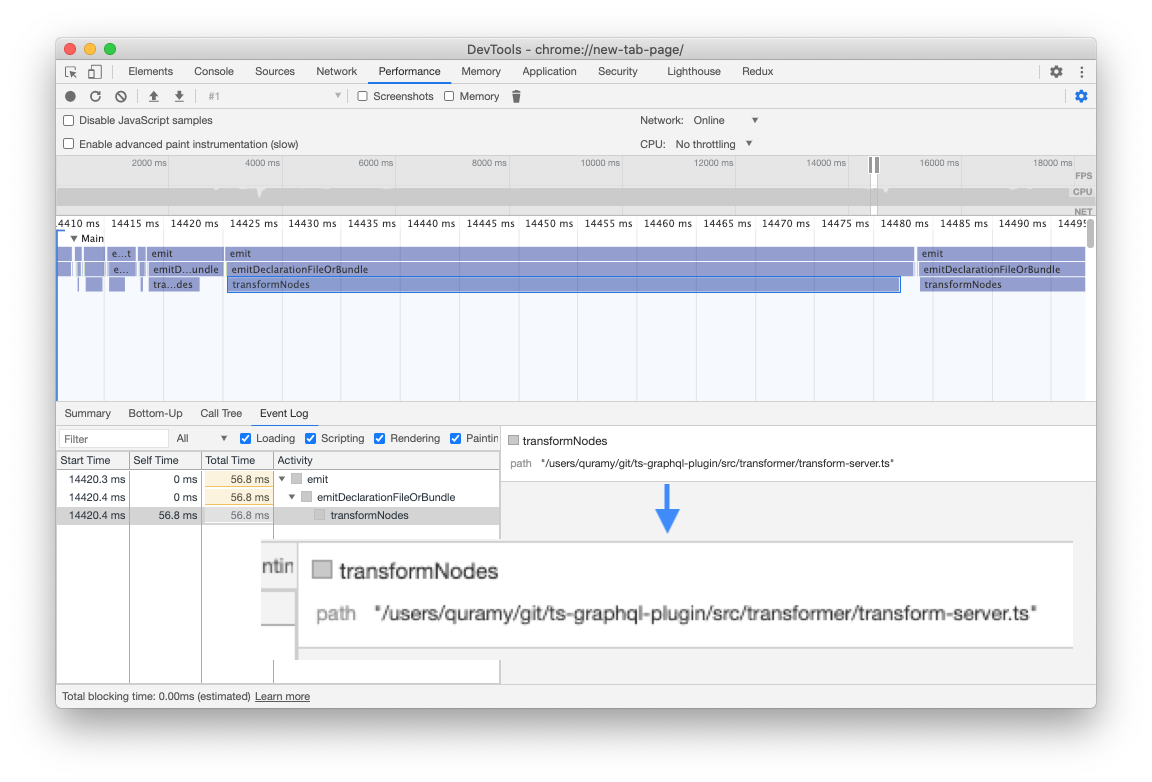 DevTools - chrome://new-tab-page/
Elements Console Sources Network Performance Memory Application Security Lighthouse Redux
#1 Screenshots Memory
Disable JavaScript samples Network: Online
Enable advanced paint instrumentation (slow) CPU: No throttling
2000 ms 4000 ms 6000 ms 8000 ms 10000 ms 12000 ms 14000 ms 16000 ms 18000 ms
FPS
CPU
NET
4410 ms 14415 ms 14420 ms 14425 ms 14430 ms 14435 ms 14440 ms 14445 ms 14450 ms 14455 ms 14460 ms 14465 ms 14470 ms 14475 ms 14480 ms 14485 ms 14490 ms 14495
Main
e...t emit emit emit
e... emitD...undle emitDeclarationFileOrBundle emitDeclarationFileOrBundle
tra...des transformNodes transformNodes
Summary Bottom-Up Call Tree Event Log
Filter All Loading Scripting Rendering Paintin
transformNodes
path "/users/quramy/git/ts-graphql-plugin/src/transformer/transform-server.ts"
Start Time Self Time Total Time Activity
14420.3 ms 0 ms 56.8 ms emit
14420.4 ms 0 ms 56.8 ms emitDeclarationFileOrBundle
14420.4 ms 56.8 ms 56.8 ms transformNodes
ntin transformNodes
path "/users/quramy/git/ts-graphql-plugin/src/transformer/transform-server.ts"
Total blocking time: 0.00ms (estimated) Learn more